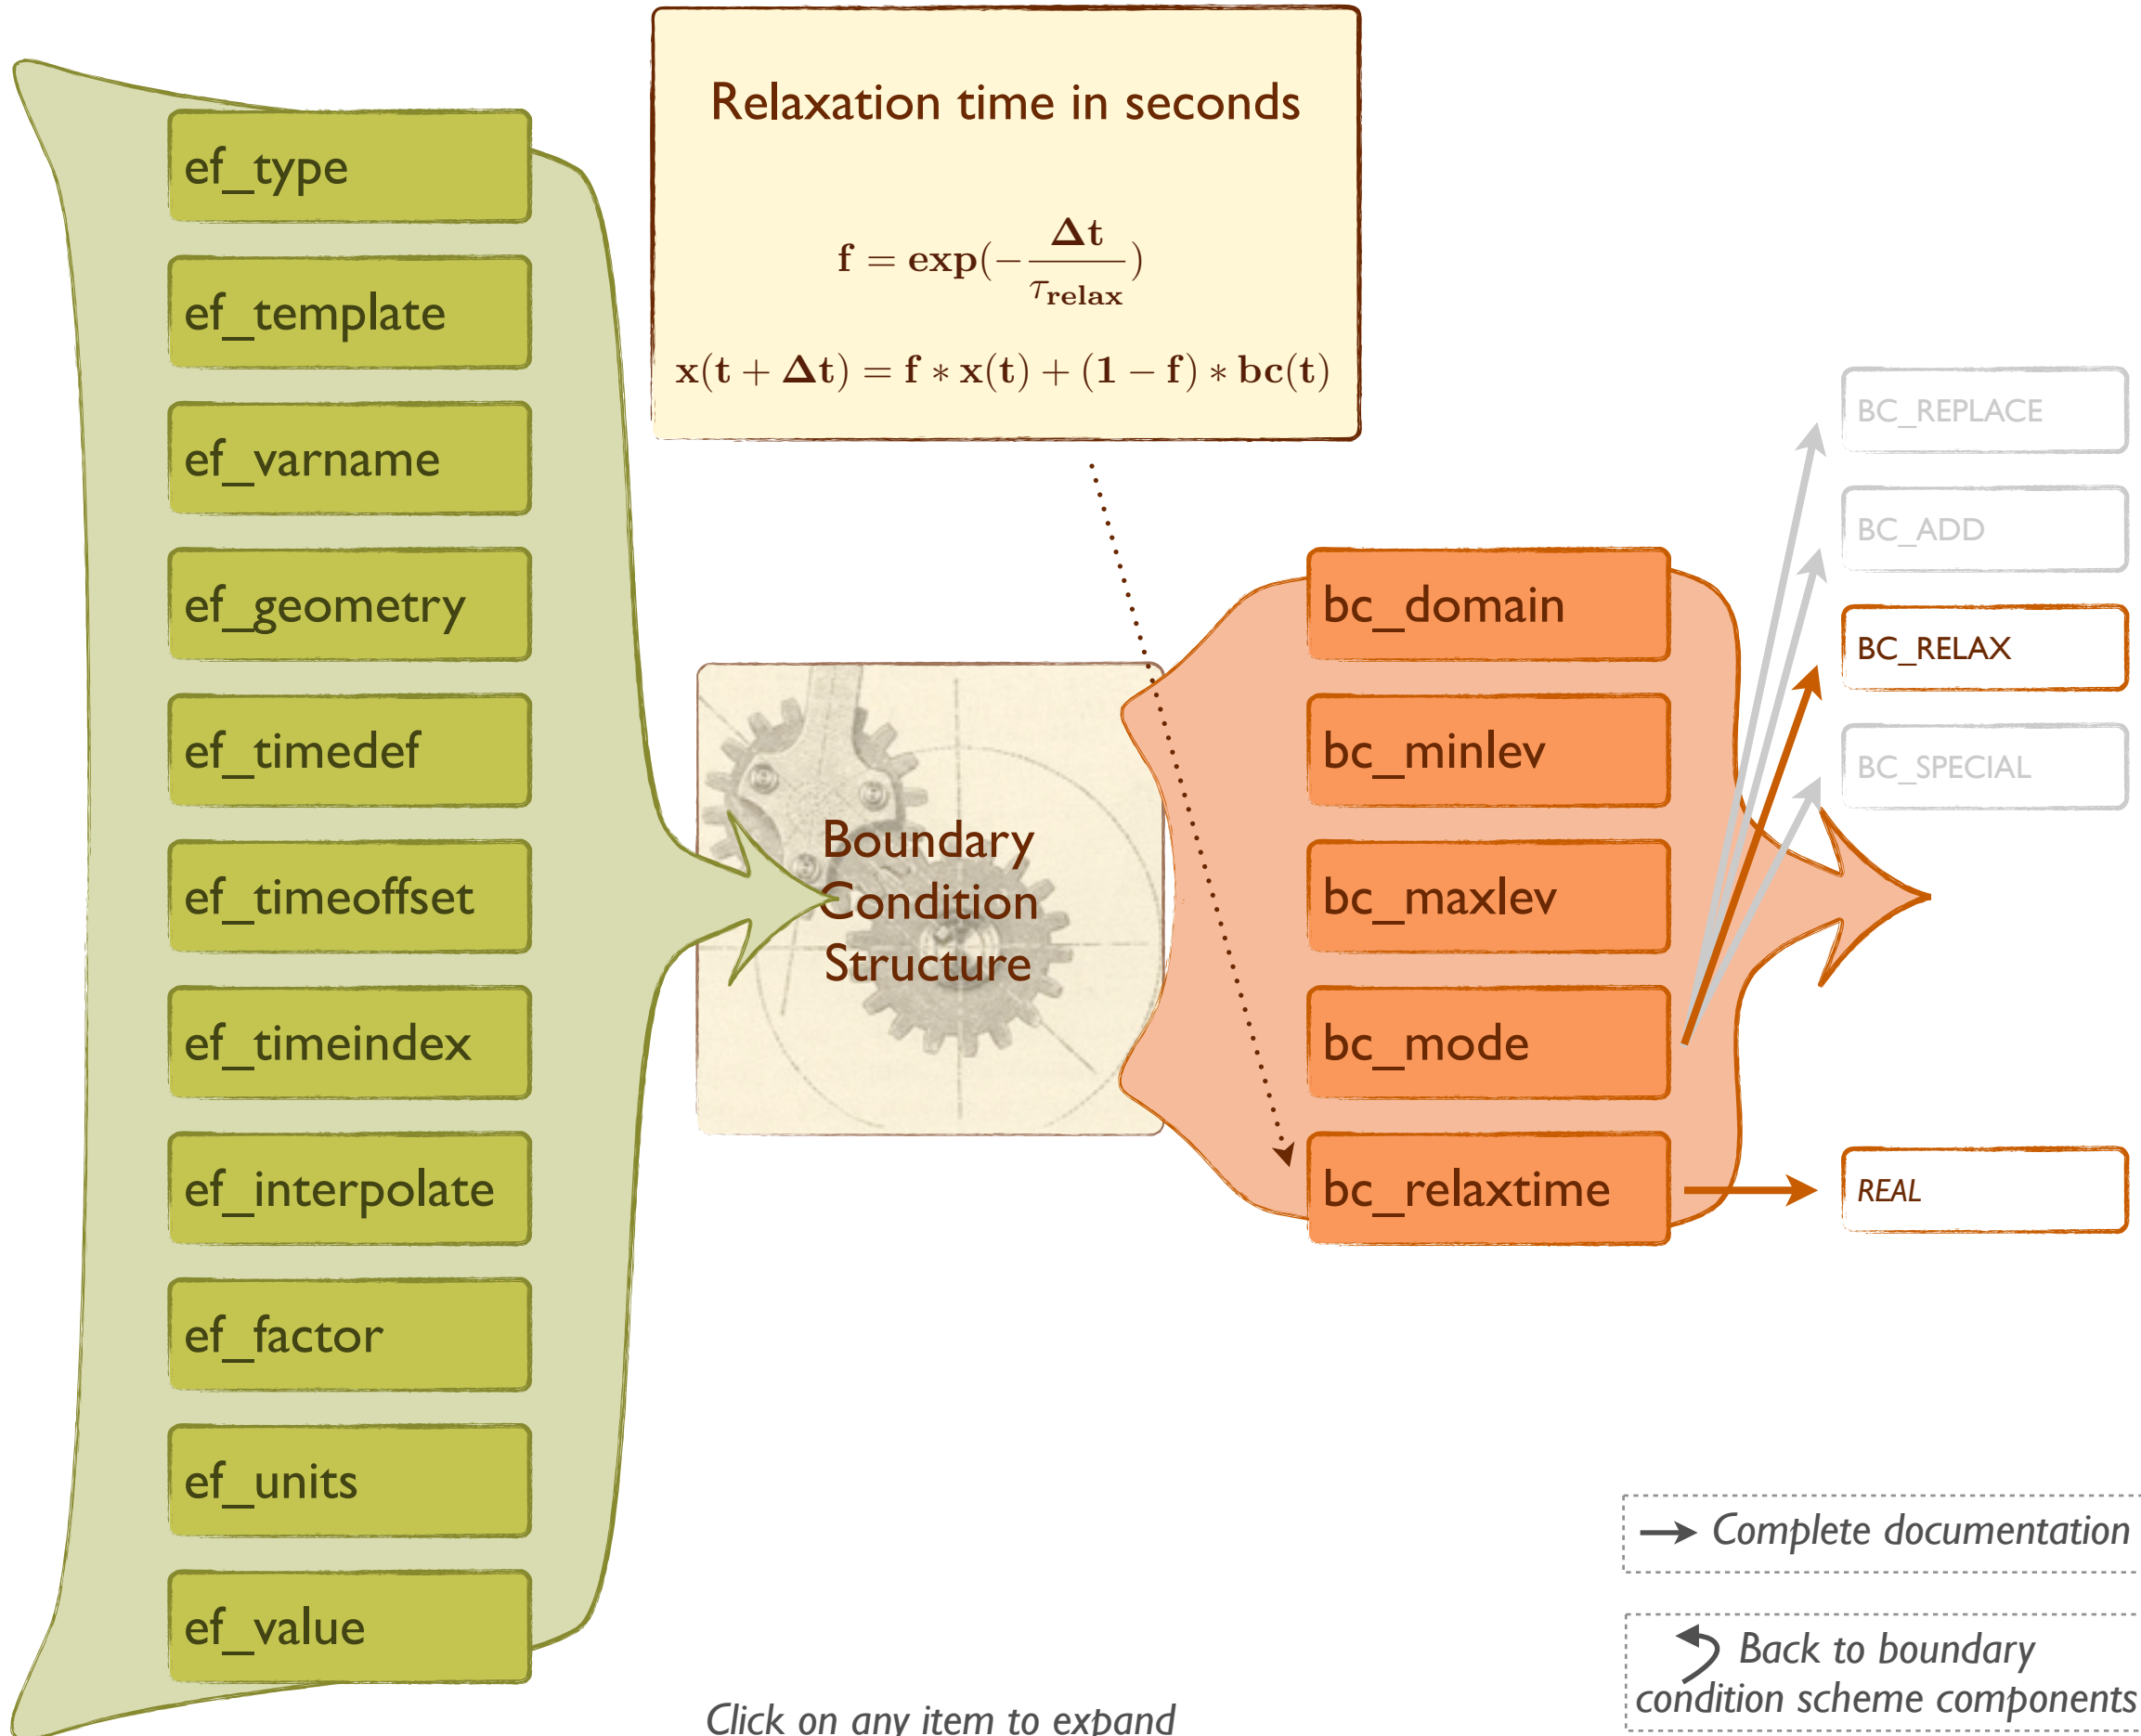 Relaxation time in seconds
f = exp(-Δt/τ_relax)
x(t + Δt) = f * x(t) + (1 − f) * bc(t)
ef_type
ef_template
ef_varname
ef_geometry
ef_timedef
ef_timeoffset
ef_timeindex
ef_interpolate
ef_factor
ef_units
ef_value
Boundary
Condition
Structure
bc_domain
bc_minlev
bc_maxlev
bc_mode
bc_relaxtime
BC_REPLACE
BC_ADD
BC_RELAX
BC_SPECIAL
REAL
Complete documentation
Back to boundary
condition scheme components
Click on any item to expand